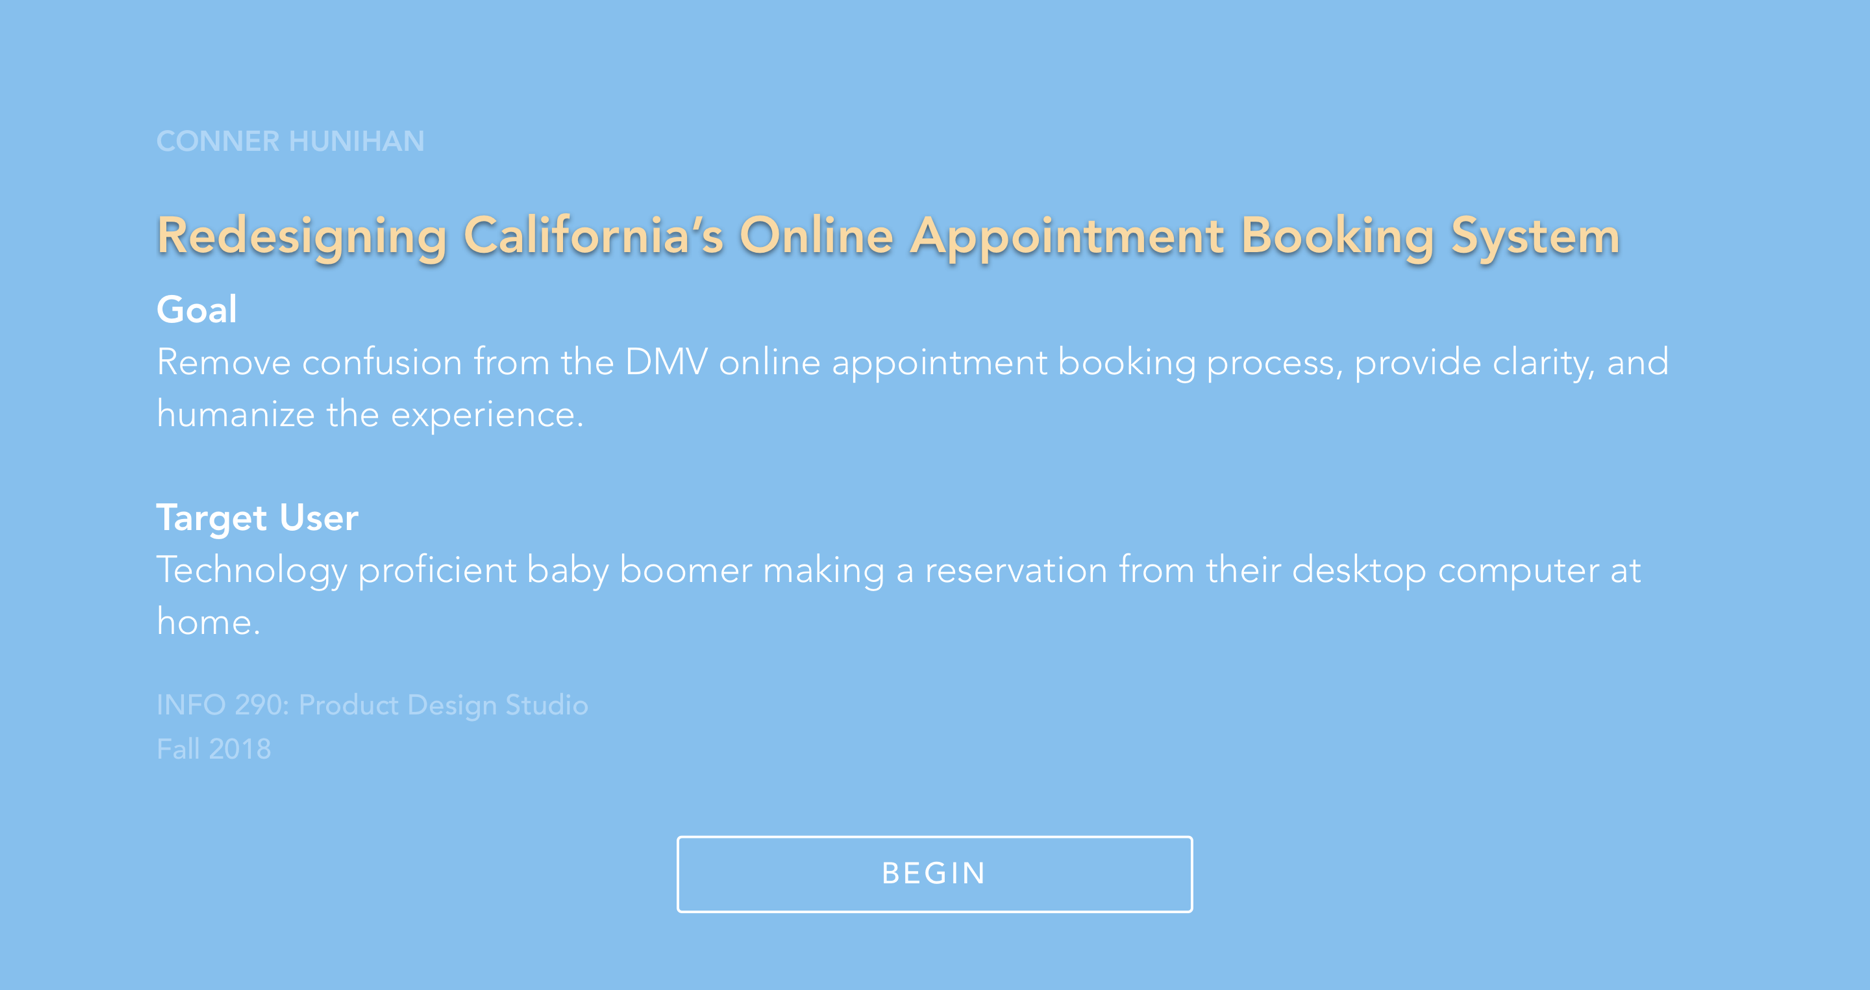 CONNER HUNIHAN
Redesigning California’s Online Appointment Booking System
Goal
Remove confusion from the DMV online appointment booking process, provide clarity, and
humanize the experience.
Target User
Technology proficient baby boomer making a reservation from their desktop computer at
home.
INFO 290: Product Design Studio
Fall 2018
BEGIN